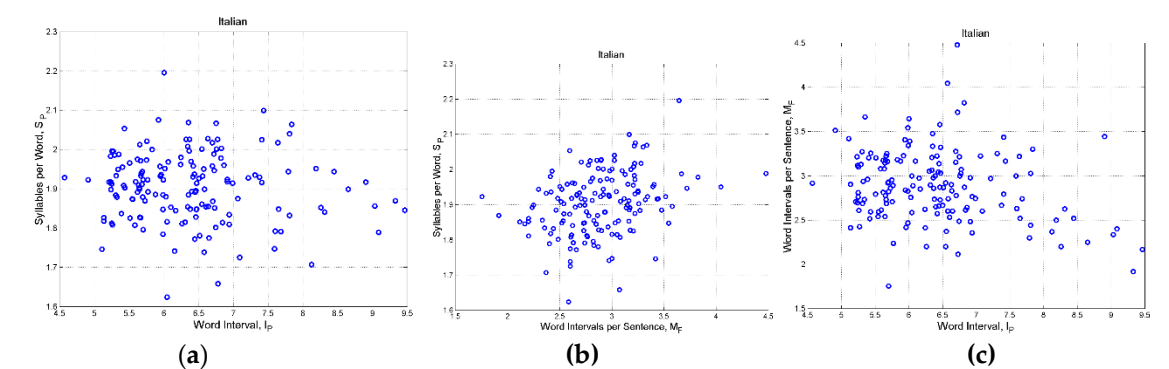 Italian
2.3
2.2
2.1
2
1.9
1.8
1.7
1.6
Syllables per Word, S_P
4.5 5 5.5 6 6.5 7 7.5 8 8.5 9 9.5
Word Interval, I_P
(a)
Italian
2.3
2.2
2.1
2
1.9
1.8
1.7
1.6
Syllables per Word, S_P
1.5 2 2.5 3 3.5 4 4.5
Word Intervals per Sentence, M_F
(b)
Italian
4.5
4
3.5
3
2.5
2
1.5
Word Intervals per Sentence, M_F
4.5 5 5.5 6 6.5 7 7.5 8 8.5 9 9.5
Word Interval, I_P
(c)